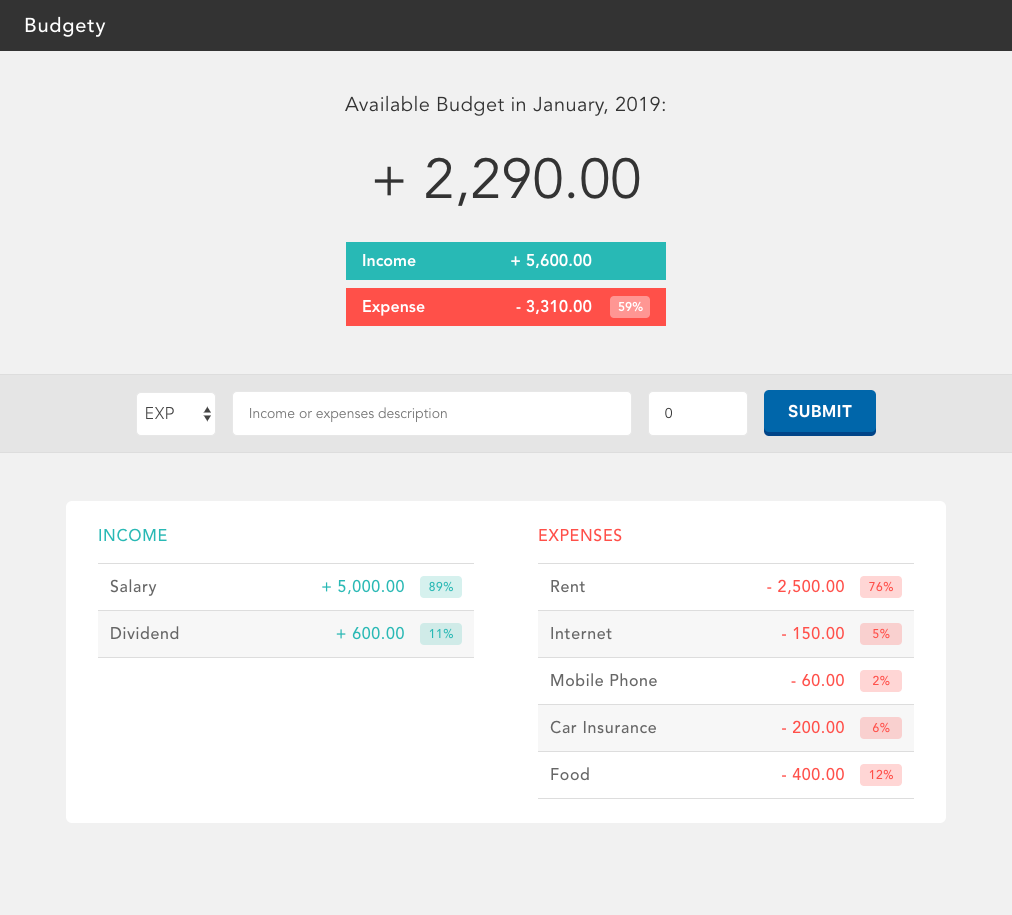 Budgety
Available Budget in January, 2019:
+ 2,290.00
Income + 5,600.00
Expense - 3,310.00 59%
EXP Income or expenses description 0 SUBMIT
INCOME
Salary + 5,000.00 89%
Dividend + 600.00 11%
EXPENSES
Rent - 2,500.00 76%
Internet - 150.00 5%
Mobile Phone - 60.00 2%
Car Insurance - 200.00 6%
Food - 400.00 12%